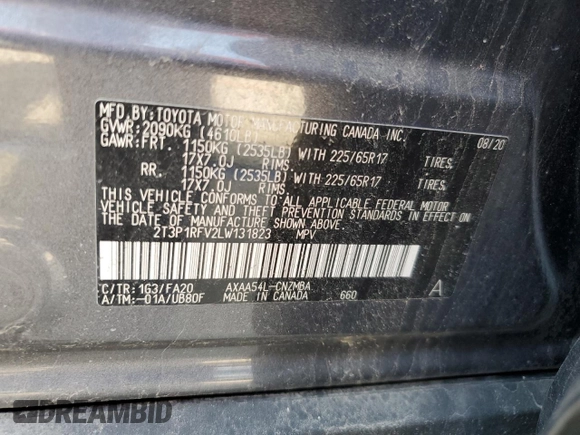 MFD. BY: TOYOTA MOTOR MANUFACTURING CANADA INC. 08/20
GVWR: 2090KG (4610LB)
GAWR: FRT. 1150KG (2535LB) WITH 225/65R17 TIRES,
17X7.0J RIMS
RR. 1150KG (2535LB) WITH 225/65R17 TIRES,
17X7.0J RIMS
THIS VEHICLE CONFORMS TO ALL APPLICABLE FEDERAL MOTOR
VEHICLE SAFETY AND THEFT PREVENTION STANDARDS IN EFFECT ON
THE DATE OF MANUFACTURE SHOWN ABOVE.
2T3P1RFV2LW131823 MPV
C/TR: 1G3/FA20 AXAA54L-CNZMBA A
A/TM: -01A/UB80F MADE IN CANADA 660
DREAMBID